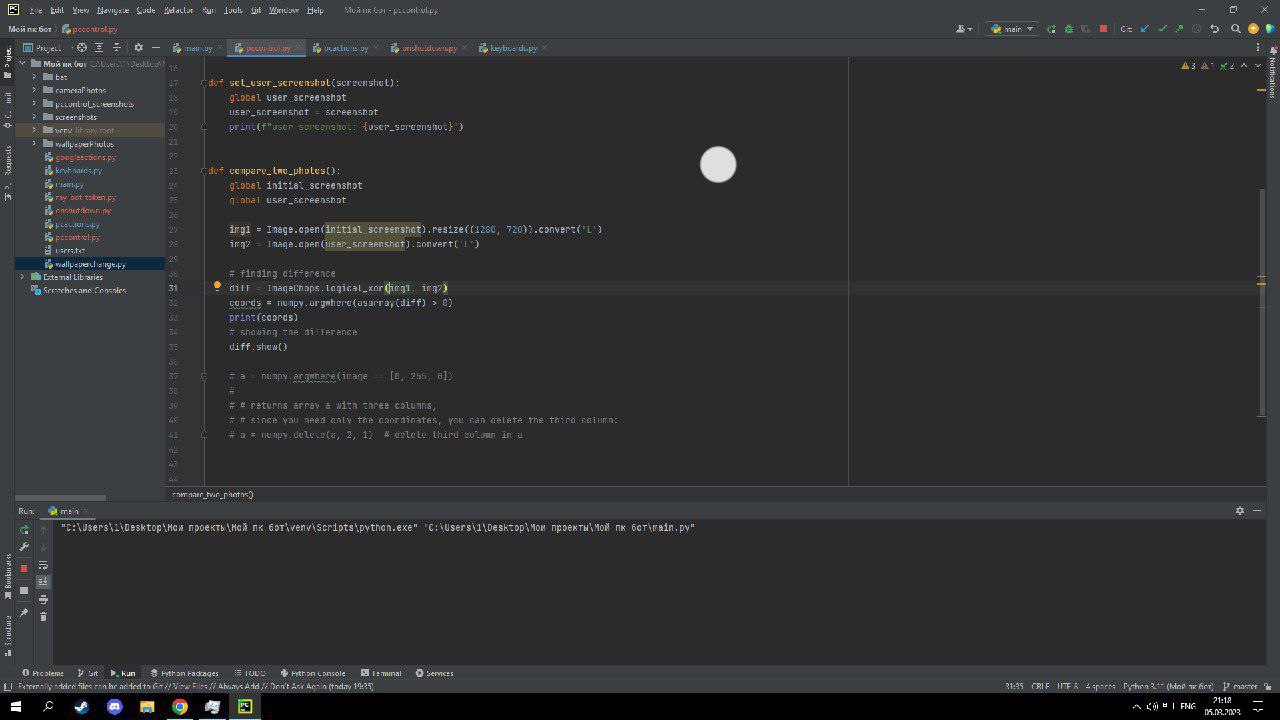 File Edit View Navigate Code Refactor Run Tools Git Window Help Мой пк бот - pccontrol.py
Мой пк бот pccontrol.py main Git:
Project main.py pccontrol.py pcactions.py onshutdown.py keyboards.py
Мой пк бот C:\Users\1\Desktop\
bat
cameraPhotos
pccontrol_screenshots
screenshots
venv library root
wallpaperPhotos
googleactions.py
keyboards.py
main.py
my_bot_token.py
onshutdown.py
pcactions.py
pccontrol.py
users.txt
wallpaperchange.py
External Libraries
Scratches and Consoles
3 1 2
16
17 def set_user_screenshot(screenshot):
18 global user_screenshot
19 user_screenshot = screenshot
20 print(f"user screenshot: {user_screenshot}")
21
22
23 def compare_two_photos():
24 global initial_screenshot
25 global user_screenshot
26
27 img1 = Image.open(initial_screenshot).resize((1280, 720)).convert('L')
28 img2 = Image.open(user_screenshot).convert('L')
29
30 # finding difference
31 diff = ImageChops.logical_xor(img1, img2)
32 coords = numpy.argwhere(asarray(diff) > 0)
33 print(coords)
34 # showing the difference
35 diff.show()
36
37 # a = numpy.argwhere(image == [0, 255, 0])
38 #
39 # # returns array a with three columns,
40 # # since you need only the coordinates, you can delete the third column:
41 # a = numpy.delete(a, 2, 1) # delete third column in a
42
43
44
compare_two_photos()
Notifications
Run: main
"C:\Users\1\Desktop\Мои проекты\Мой пк бот\venv\Scripts\python.exe" "C:\Users\1\Desktop\Мои проекты\Мой пк бот\main.py"
Bookmarks
Structure
Problems Git Run Python Packages TODO Python Console Terminal Services
Externally added files can be added to Git // View Files // Always Add // Don't Ask Again (today 19:35) 31:35 CRLF UTF-8 4 spaces Python 3.11 (Мой пк бот) master
ENG 21:18
05.03.2023